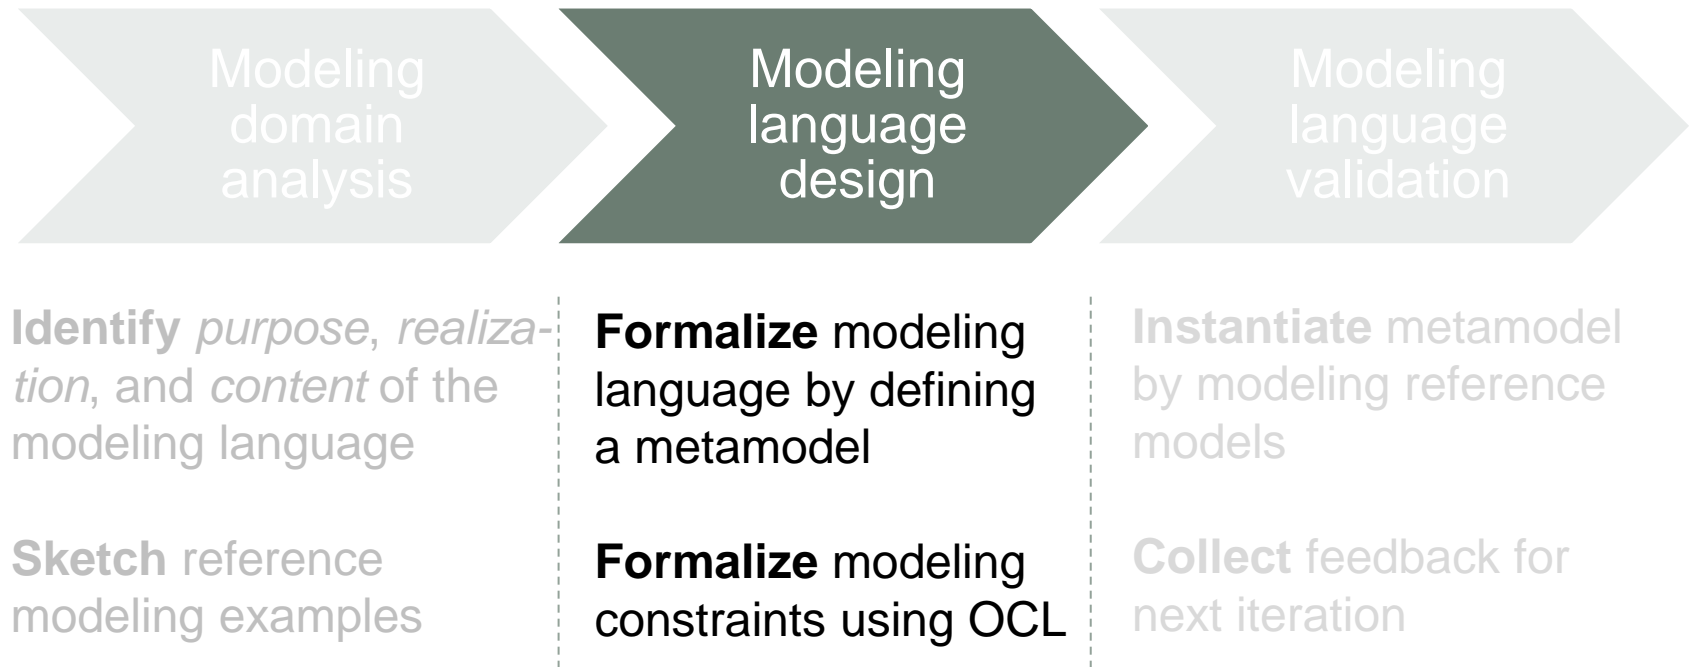 Modeling
domain
analysis
Modeling
language
design
Modeling
language
validation
Identify purpose, realiza-
tion, and content of the
modeling language
Sketch reference
modeling examples
Formalize modeling
language by defining
a metamodel
Formalize modeling
constraints using OCL
Instantiate metamodel
by modeling reference
models
Collect feedback for
next iteration